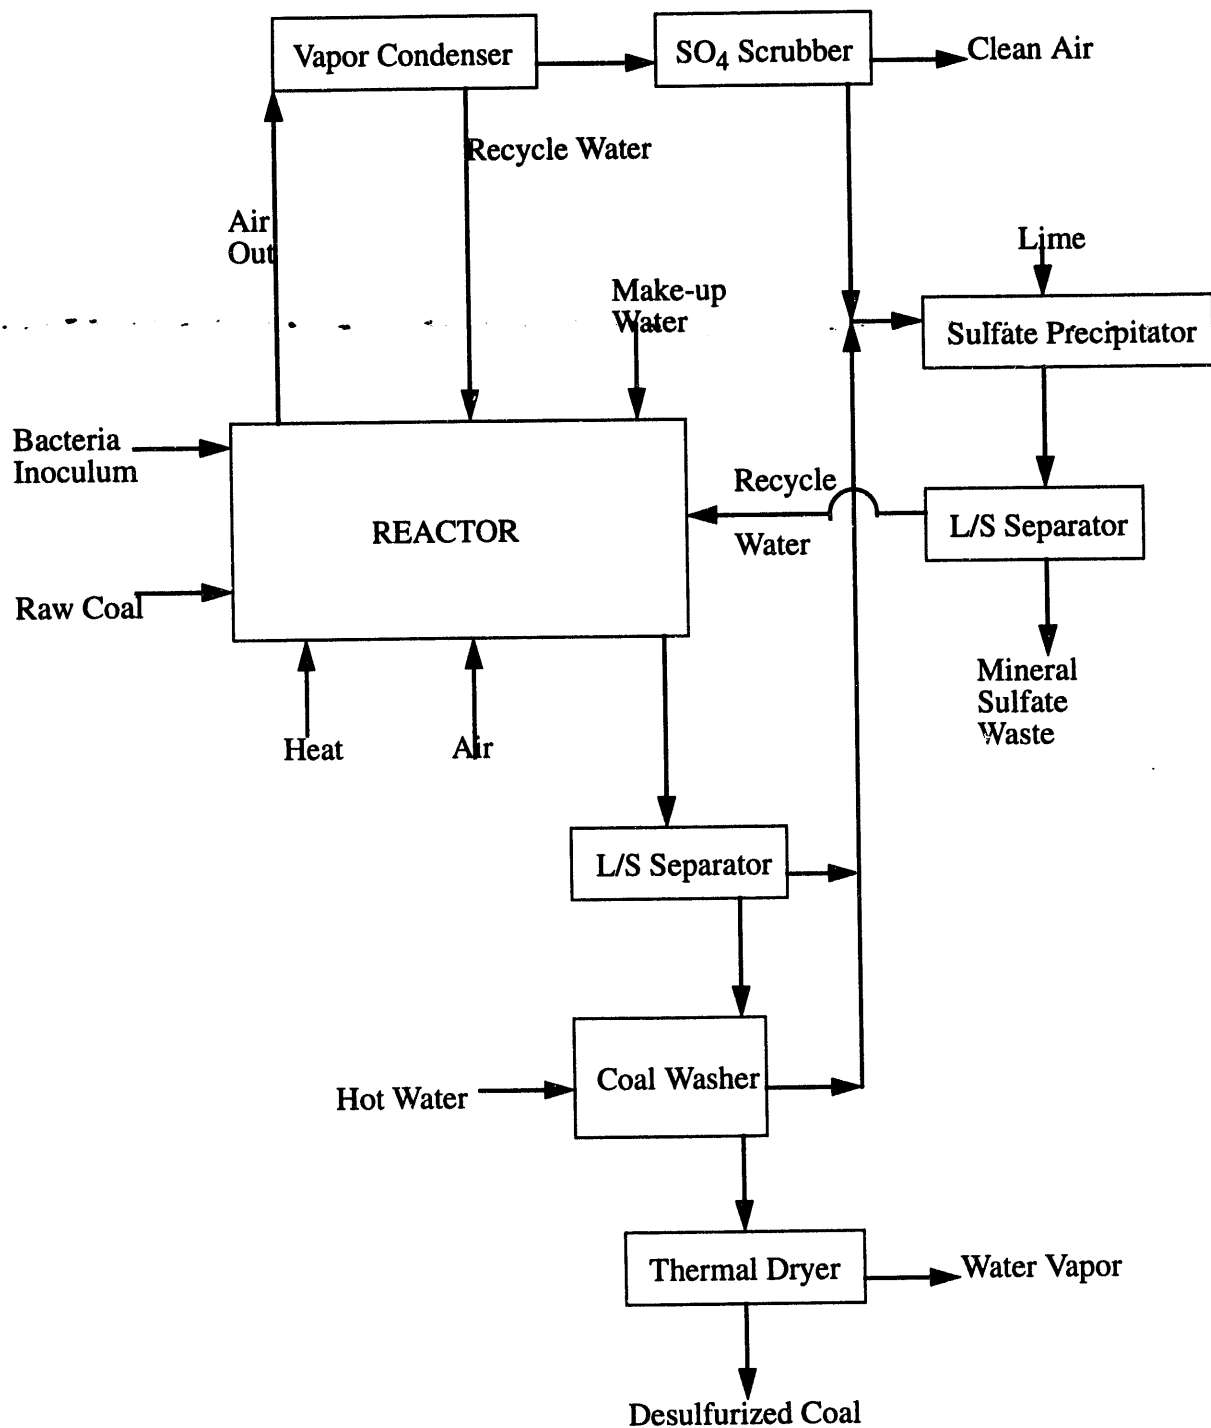 Vapor Condenser
SO4 Scrubber
Clean Air
Recycle Water
Air
Out
Lime
Make-up
Water
Sulfate Precipitator
Bacteria
Inoculum
Recycle
Water
REACTOR
L/S Separator
Raw Coal
Mineral
Sulfate
Waste
Heat
Air
L/S Separator
Coal Washer
Hot Water
Thermal Dryer
Water Vapor
Desulfurized Coal